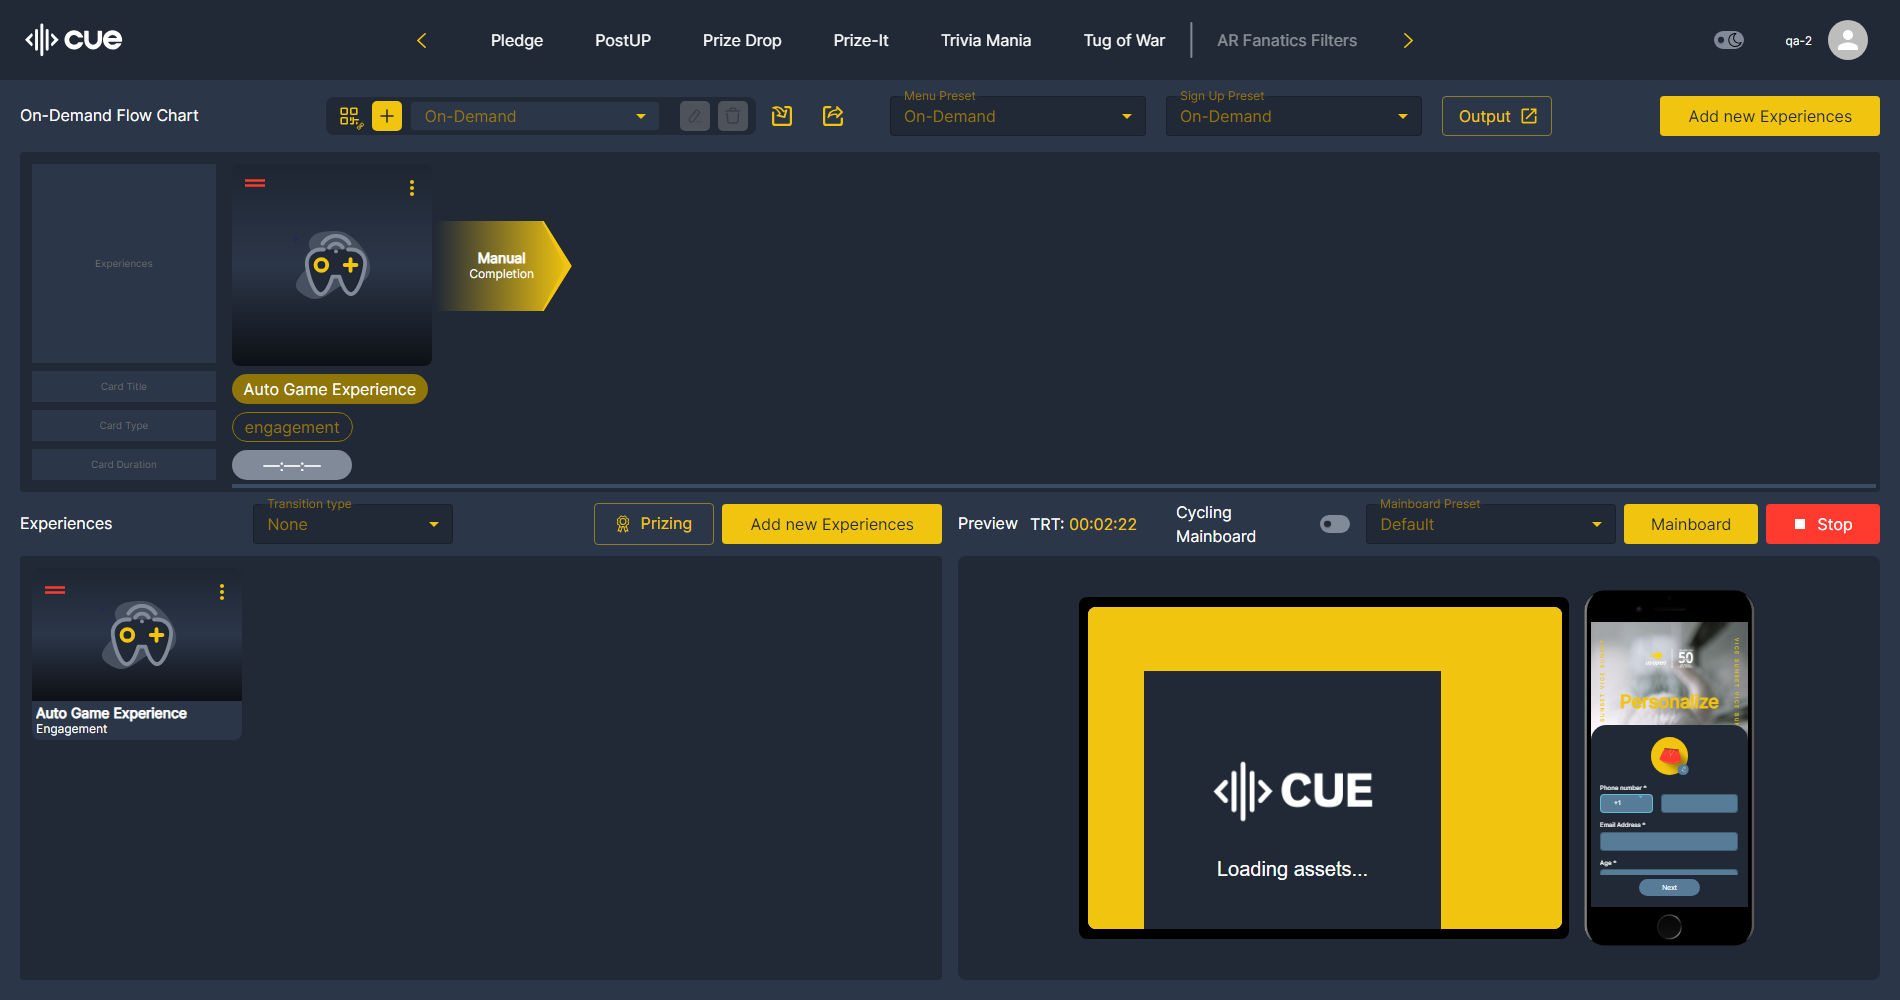 CUE
Pledge
PostUP
Prize Drop
Prize-It
Trivia Mania
Tug of War
AR Fanatics Filters
qa-2
On-Demand Flow Chart
On-Demand
Menu Preset
On-Demand
Sign Up Preset
On-Demand
Output
Add new Experiences
Experiences
Manual
Completion
Card Title
Auto Game Experience
Card Type
engagement
Card Duration
—:—:—
Experiences
Transition type
None
Prizing
Add new Experiences
Preview
TRT: 00:02:22
Cycling
Mainboard
Mainboard Preset
Default
Mainboard
Stop
Auto Game Experience
Engagement
CUE
Loading assets...
50
Personalize
Phone number *
+1
Email Address *
Age *
Next